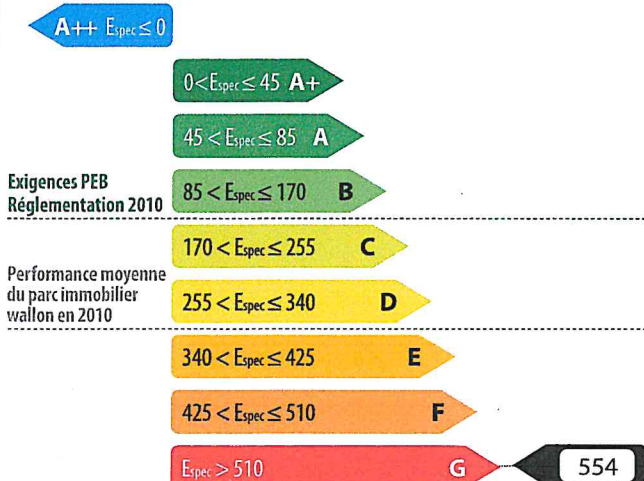 A++ Espec ≤ 0
0 < Espec ≤ 45 A+
45 < Espec ≤ 85 A
Exigences PEB
Réglementation 2010
85 < Espec ≤ 170 B
170 < Espec ≤ 255 C
Performance moyenne
du parc immobilier
wallon en 2010
255 < Espec ≤ 340 D
340 < Espec ≤ 425 E
425 < Espec ≤ 510 F
Espec > 510 G 554